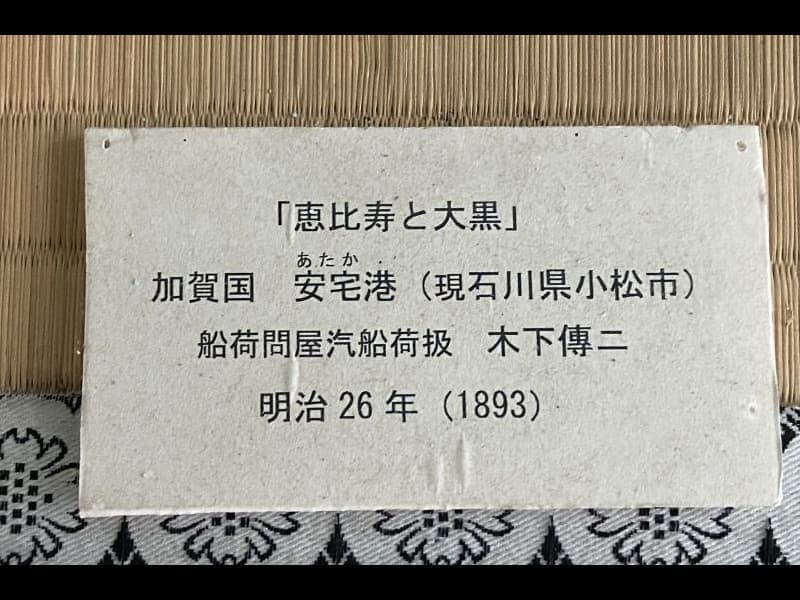 「恵比寿と大黒」
あたか
加賀国　安宅港（現石川県小松市）
船荷問屋汽船荷扱　木下傳二
明治26年（1893）